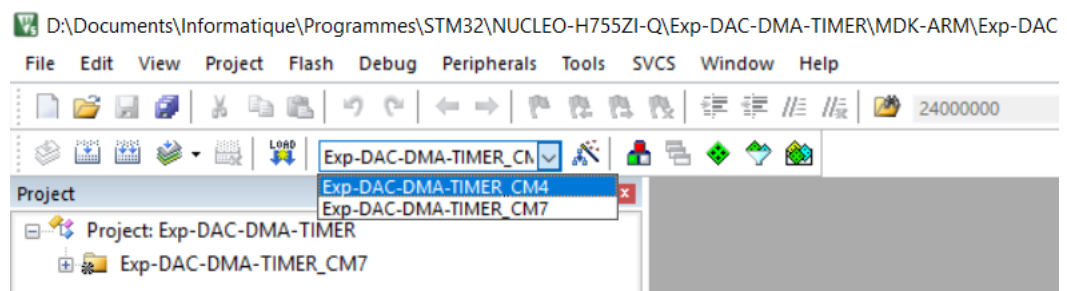 D:\Documents\Informatique\Programmes\STM32\NUCLEO-H755ZI-Q\Exp-DAC-DMA-TIMER\MDK-ARM\Exp-DAC
File Edit View Project Flash Debug Peripherals Tools SVCS Window Help
24000000
LOAD Exp-DAC-DMA-TIMER_CM
Exp-DAC-DMA-TIMER_CM4
Project
Exp-DAC-DMA-TIMER_CM7
Project: Exp-DAC-DMA-TIMER
Exp-DAC-DMA-TIMER_CM7